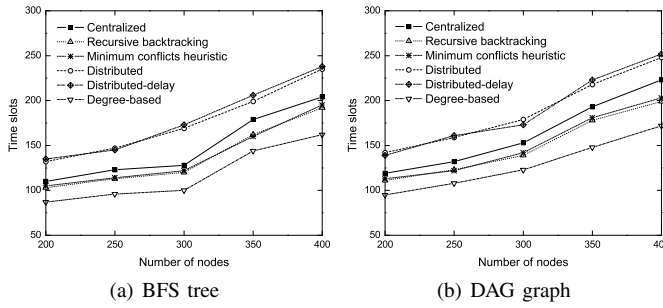 300
250
200
150
100
50
Time slots
Centralized
Recursive backtracking
Minimum conflicts heuristic
Distributed
Distributed-delay
Degree-based
200
250
300
350
400
Number of nodes
(a) BFS tree
300
250
200
150
100
50
Time slots
Centralized
Recursive backtracking
Minimum conflicts heuristic
Distributed
Distributed-delay
Degree-based
200
250
300
350
400
Number of nodes
(b) DAG graph